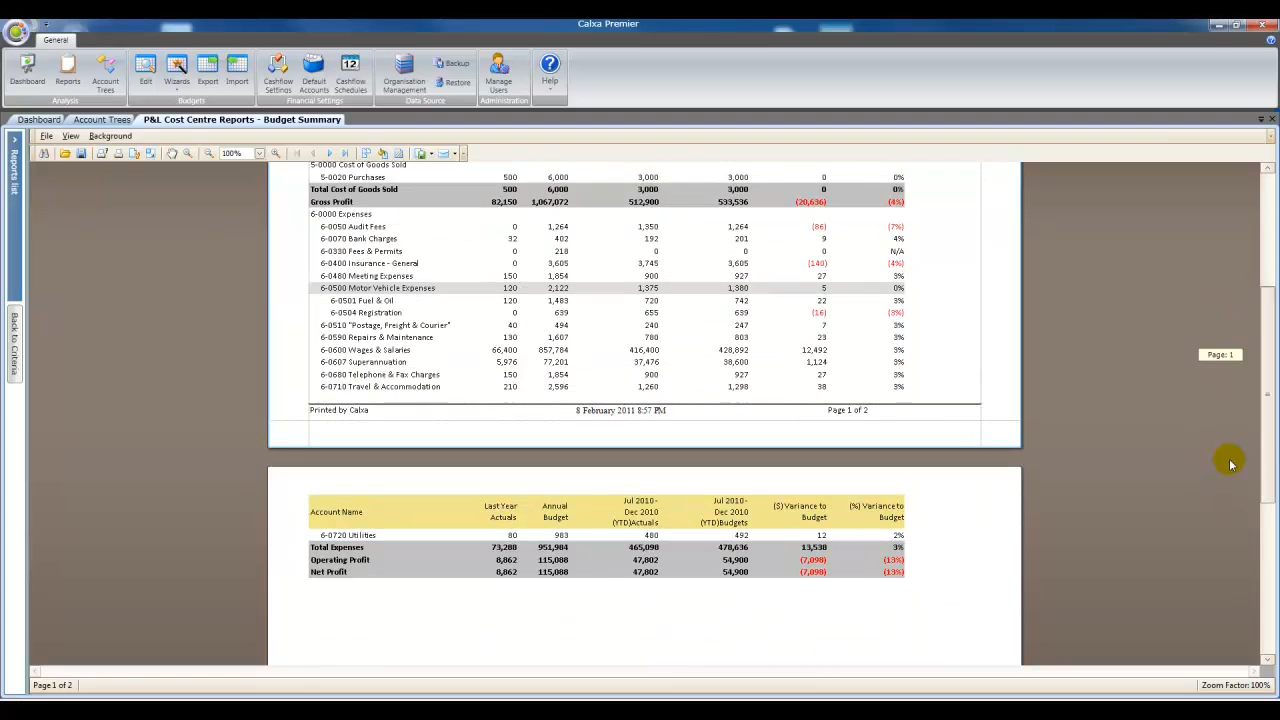 Calxa Premier
General
Dashboard Reports Account Trees Edit Wizards Export Import Cashflow Settings Default Accounts Cashflow Schedules Organisation Management Backup Restore Manage Users Help
Analysis Budgets Financial Settings Data Source Administration
Dashboard Account Trees P&L Cost Centre Reports - Budget Summary
File View Background
100%
Reports list
Back to Criteria
5-0000 Cost of Goods Sold
5-0020 Purchases 500 6,000 3,000 3,000 0 0%
Total Cost of Goods Sold 500 6,000 3,000 3,000 0 0%
Gross Profit 82,150 1,067,072 512,900 533,536 (20,636) (4%)
6-0000 Expenses
6-0050 Audit Fees 0 1,264 1,350 1,264 (86) (7%)
6-0070 Bank Charges 32 402 192 201 9 4%
6-0330 Fees & Permits 0 218 0 0 0 N/A
6-0400 Insurance - General 0 3,605 3,745 3,605 (140) (4%)
6-0480 Meeting Expenses 150 1,854 900 927 27 3%
6-0500 Motor Vehicle Expenses 120 2,122 1,375 1,380 5 0%
6-0501 Fuel & Oil 120 1,483 720 742 22 3%
6-0504 Registration 0 639 655 639 (16) (3%)
6-0510 "Postage, Freight & Courier" 40 494 240 247 7 3%
6-0590 Repairs & Maintenance 130 1,607 780 803 23 3%
6-0600 Wages & Salaries 66,400 857,784 416,400 428,892 12,492 3%
6-0607 Superannuation 5,976 77,201 37,476 38,600 1,124 3%
6-0680 Telephone & Fax Charges 150 1,854 900 927 27 3%
6-0710 Travel & Accommodation 210 2,596 1,260 1,298 38 3%
Printed by Calxa 8 February 2011 8:57 PM Page 1 of 2
Page: 1
Account Name Last Year Actuals Annual Budget Jul 2010-Dec 2010 (YTD)Actuals Jul 2010-Dec 2010 (YTD)Budgets ($) Variance to Budget (%) Variance to Budget
6-0720 Utilities 80 983 480 492 12 2%
Total Expenses 73,288 951,984 465,098 478,636 13,538 3%
Operating Profit 8,862 115,088 47,802 54,900 (7,098) (13%)
Net Profit 8,862 115,088 47,802 54,900 (7,098) (13%)
Page 1 of 2 Zoom Factor: 100%